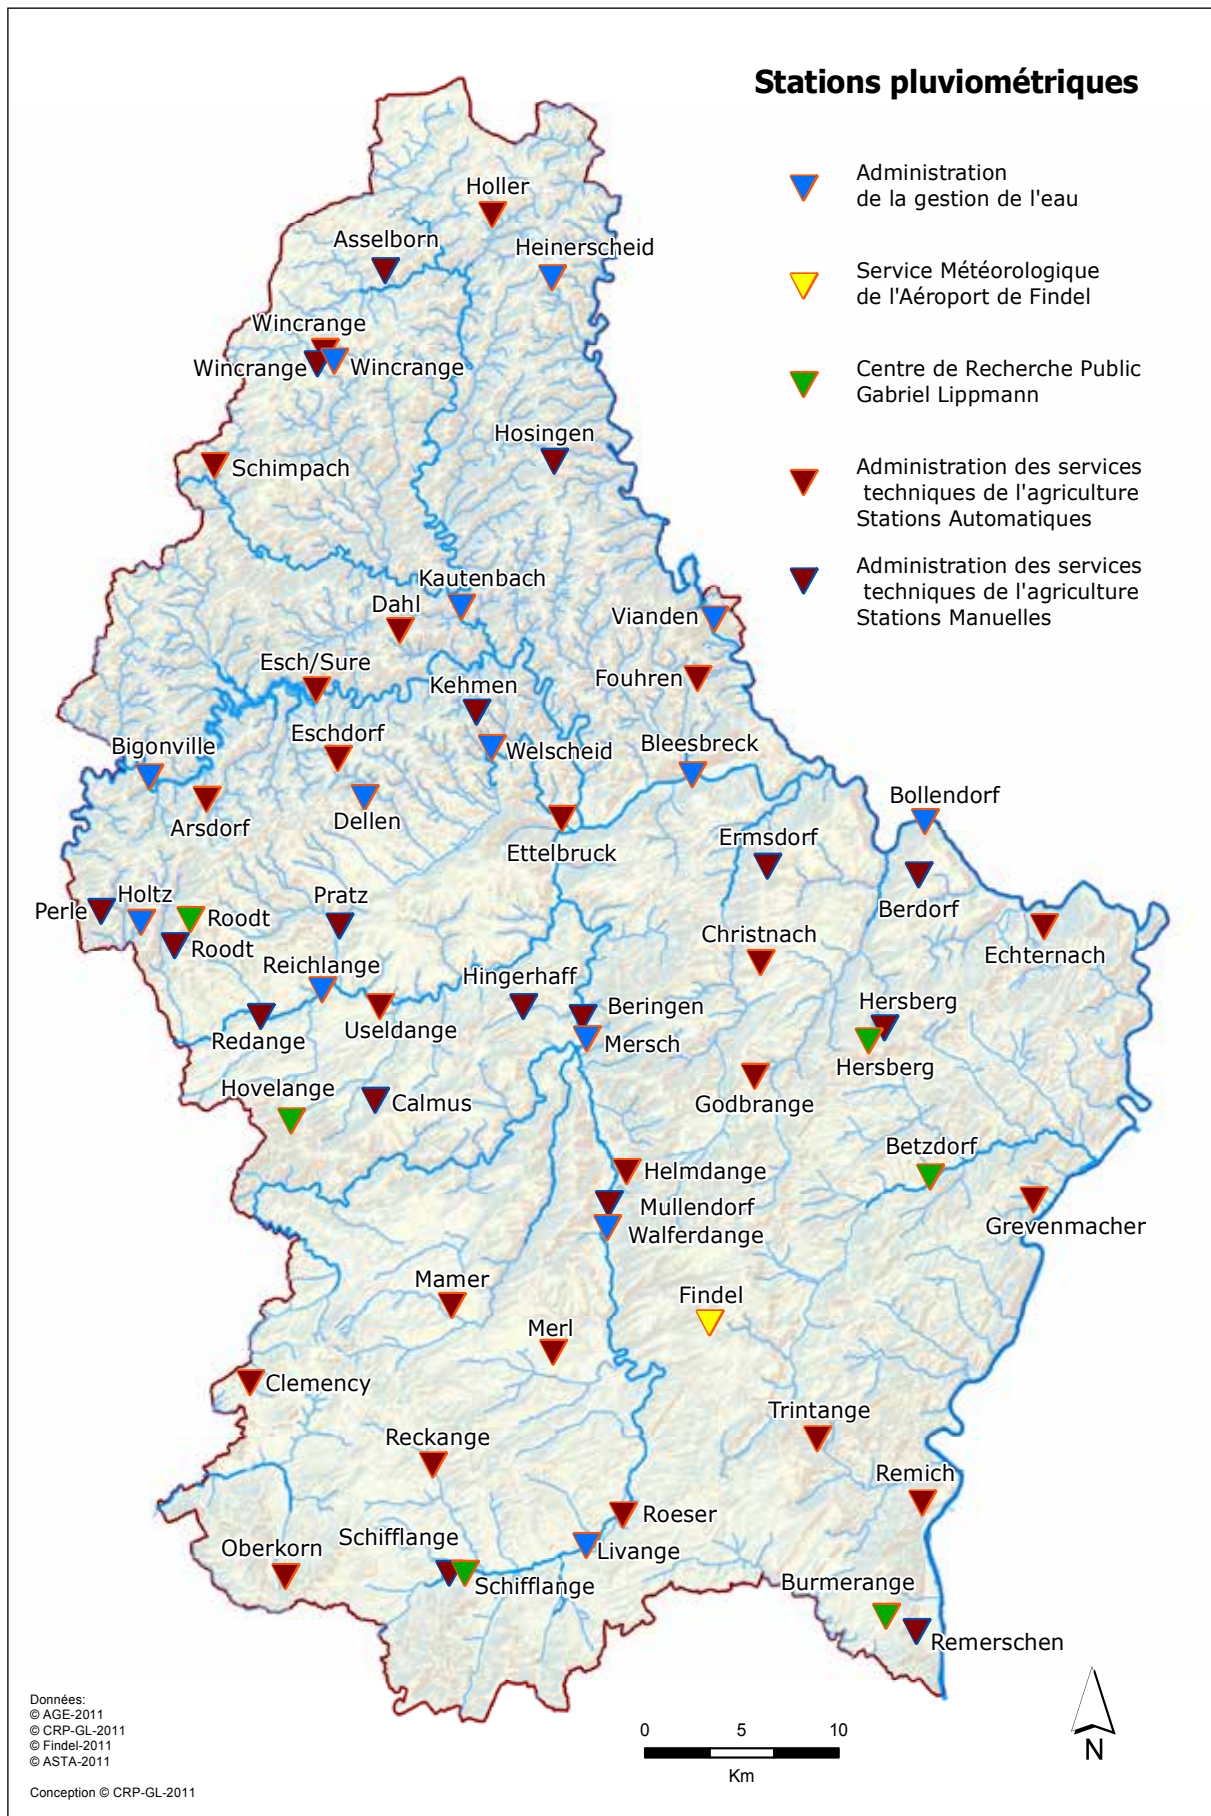 Stations pluviométriques
Administration
de la gestion de l'eau
Service Météorologique
de l'Aéroport de Findel
Centre de Recherche Public
Gabriel Lippmann
Administration des services
techniques de l'agriculture
Stations Automatiques
Administration des services
techniques de l'agriculture
Stations Manuelles
Holler
Asselborn
Heinerscheid
Wincrange
Wincrange
Wincrange
Hosingen
Schimpach
Kautenbach
Dahl
Vianden
Esch/Sure
Fouhren
Kehmen
Eschdorf
Bleesbreck
Welscheid
Bigonville
Bollendorf
Arsdorf
Dellen
Ermsdorf
Ettelbruck
Pratz
Holtz
Perle
Roodt
Berdorf
Roodt
Christnach
Echternach
Reichlange
Hingerhaff
Hersberg
Beringen
Useldange
Redange
Mersch
Hersberg
Hovelange
Calmus
Godbrange
Betzdorf
Helmdange
Mullendorf
Grevenmacher
Walferdange
Mamer
Findel
Merl
Clemency
Trintange
Reckange
Remich
Roeser
Schifflange
Oberkorn
Livange
Burmerange
Schifflange
Remerschen
Données:
© AGE-2011
© CRP-GL-2011
© Findel-2011
© ASTA-2011
Conception © CRP-GL-2011
0 5 10
Km
N